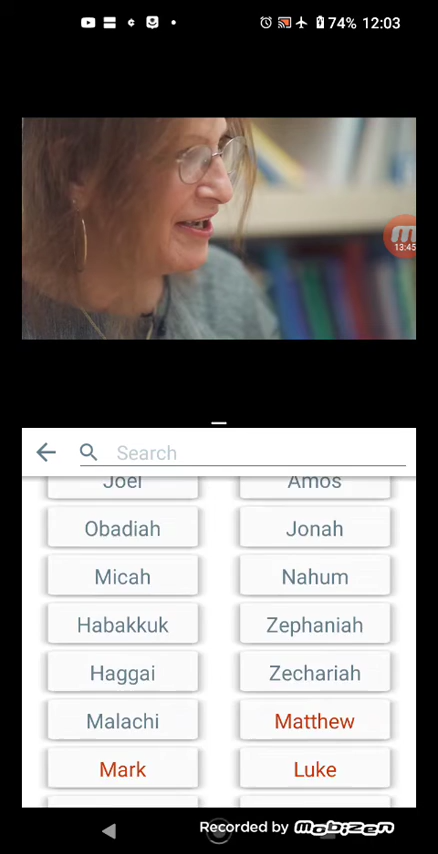 74% 12:03
13:45
Search
Joel Amos
Obadiah Jonah
Micah Nahum
Habakkuk Zephaniah
Haggai Zechariah
Malachi Matthew
Mark Luke
Recorded by Mobizen